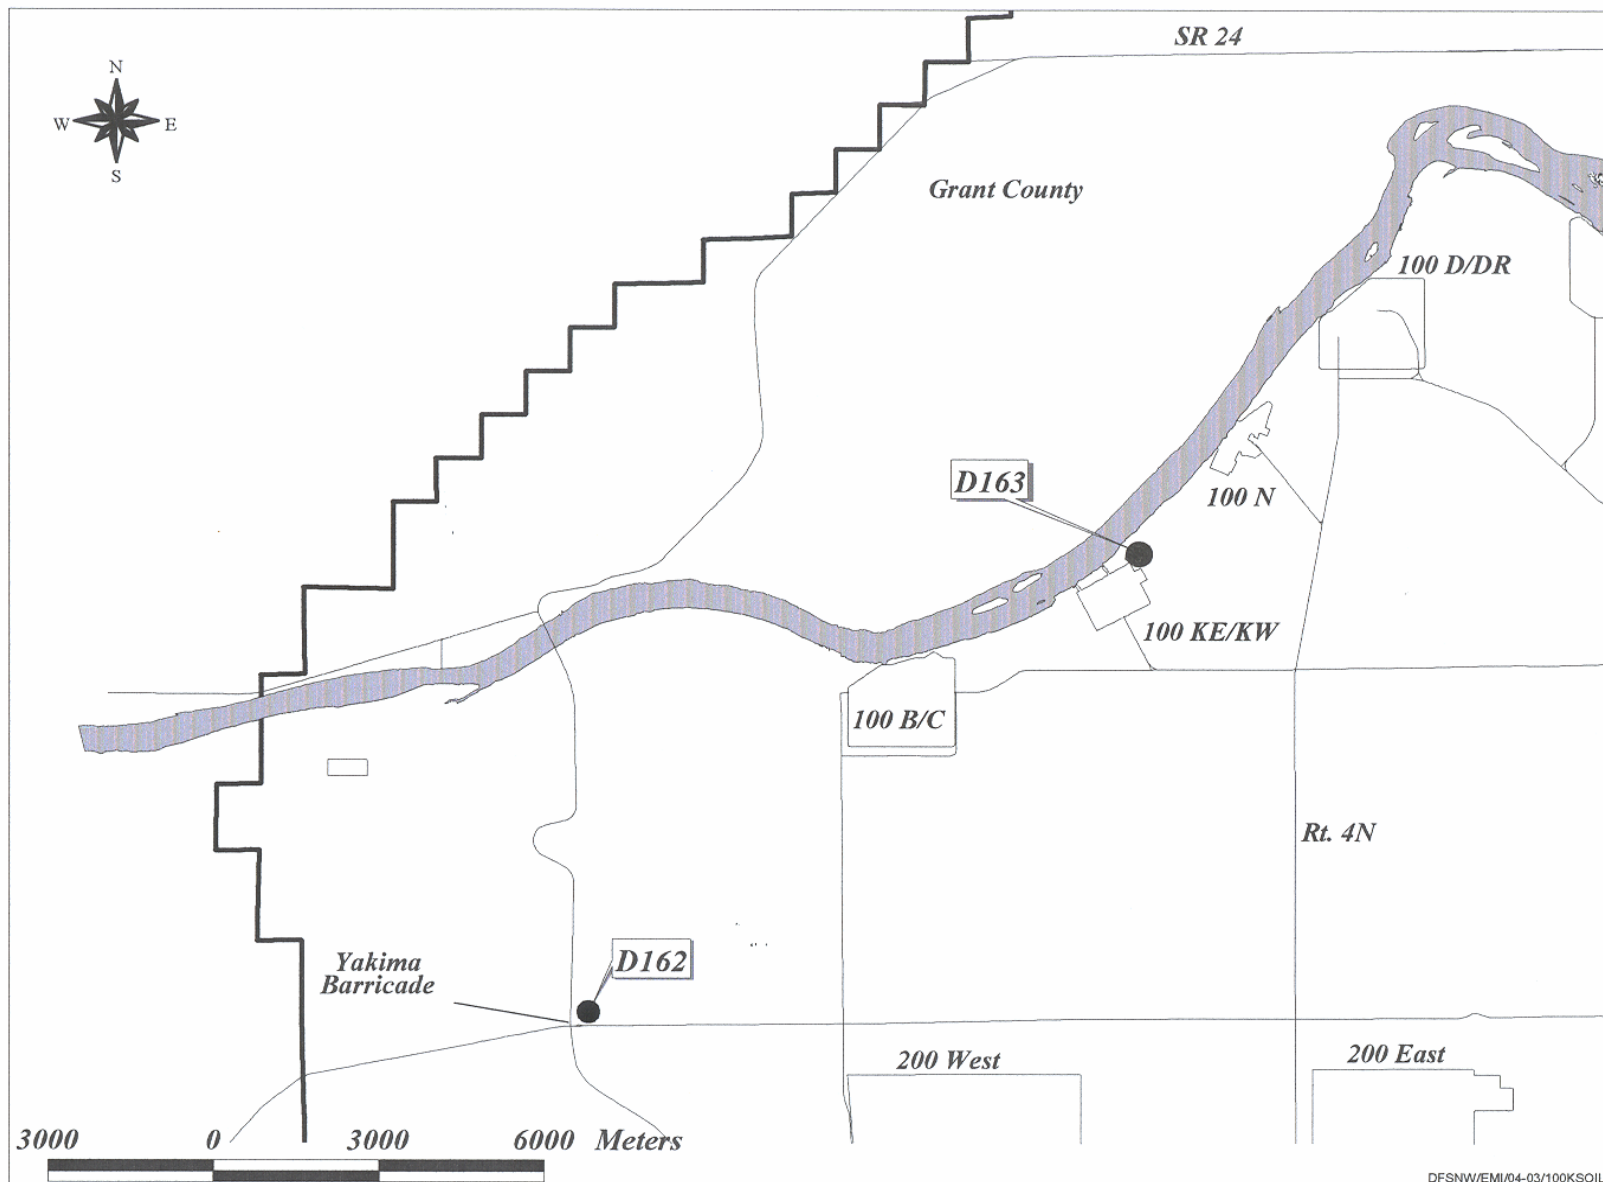 SR 24
N
W
E
S
Grant County
100 D/DR
D163
100 N
100 KE/KW
100 B/C
Rt. 4N
Yakima
Barricade
D162
200 West
200 East
3000 0 3000 6000 Meters
DFSNW/EMI/04-03/100KSOIL